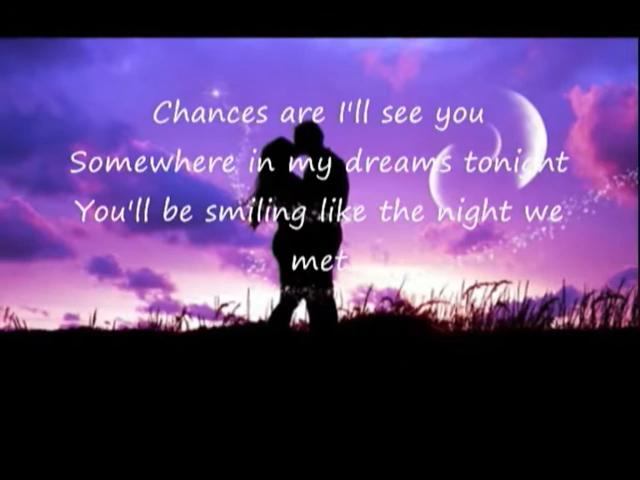 Chances are I'll see you
Somewhere in my dreams tonight
You'll be smiling like the night we
met